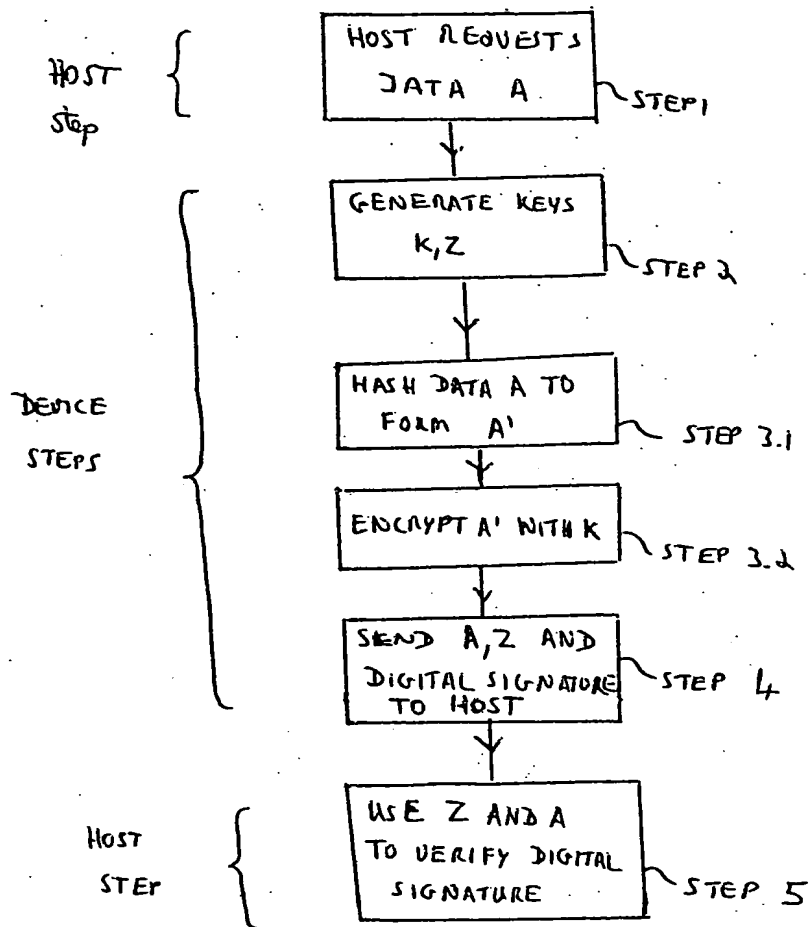 HOST REQUESTS
DATA A
STEP 1
HOST
step
GENERATE KEYS
K, Z
STEP 2
HASH DATA A TO
FORM A'
STEP 3.1
DEVICE
STEPS
ENCRYPT A' WITH K
STEP 3.2
SEND A, Z AND
DIGITAL SIGNATURE
TO HOST
STEP 4
USE Z AND A
TO VERIFY DIGITAL
SIGNATURE
STEP 5
HOST
STEP